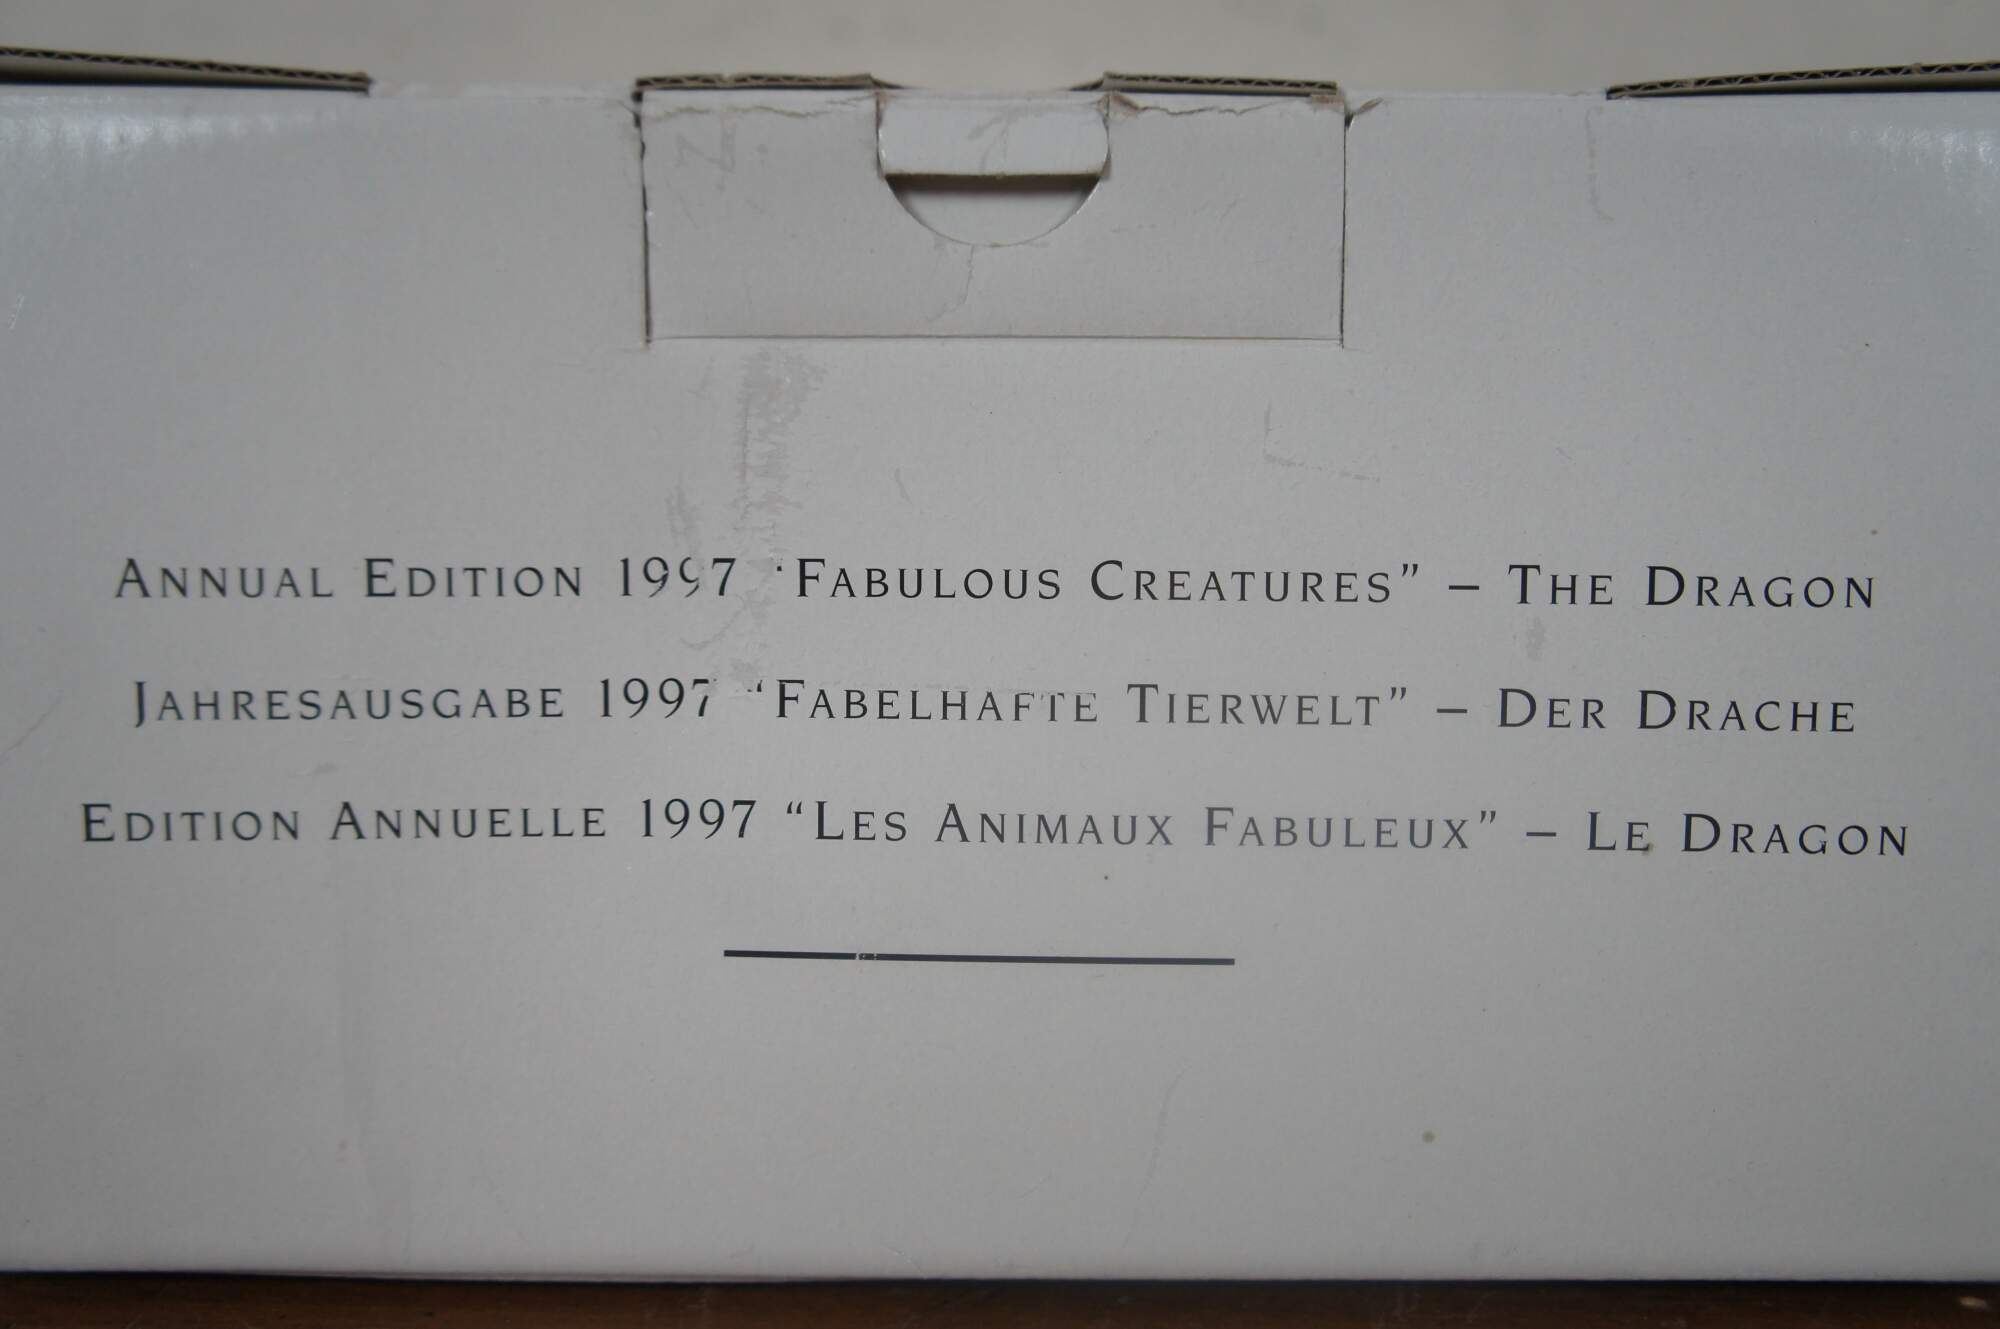 Annual Edition 1997 “Fabulous Creatures” – The Dragon
Jahresausgabe 1997 “Fabelhafte Tierwelt” – Der Drache
Edition Annuelle 1997 “Les Animaux Fabuleux” – Le Dragon